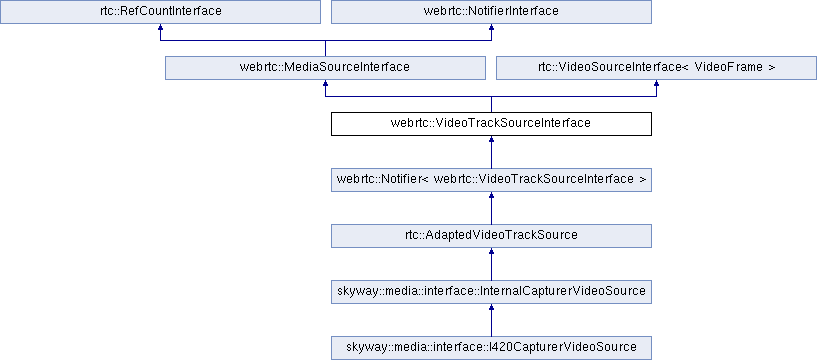 rtc::RefCountInterface
webrtc::NotifierInterface
webrtc::MediaSourceInterface
rtc::VideoSourceInterface< VideoFrame >
webrtc::VideoTrackSourceInterface
webrtc::Notifier< webrtc::VideoTrackSourceInterface >
rtc::AdaptedVideoTrackSource
skyway::media::interface::InternalCapturerVideoSource
skyway::media::interface::I420CapturerVideoSource